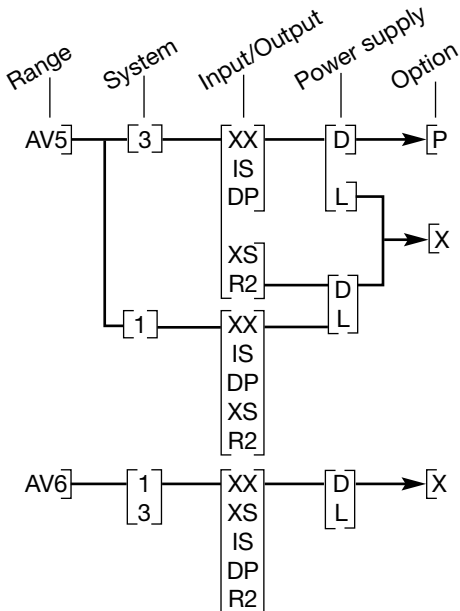 Range System Input/Output Power supply Option
AV5] [3] [XX] [D] [P
IS
DP]
[L]
[X
XS
R2] [D
L]
[1] [XX
IS
DP
XS
R2]
AV6] [1 [XX [D] [X
3] XS L]
IS
DP
R2